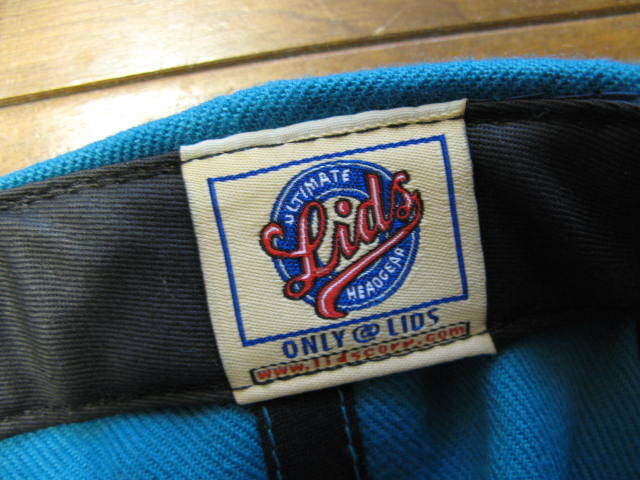 ULTIMATE
Lids
HEADGEAR
ONLY @ LIDS
www.lidscorp.com